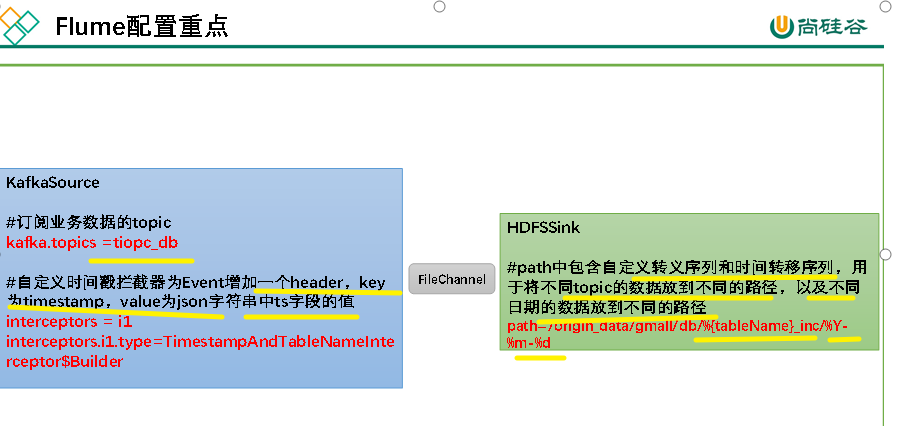 Flume配置重点
尚硅谷
KafkaSource
#订阅业务数据的topic
kafka.topics =tiopc_db
#自定义时间戳拦截器为Event增加一个header，key
为timestamp，value为json字符串中ts字段的值
interceptors = i1
interceptors.i1.type=TimestampAndTableNameInte
rceptor$Builder
FileChannel
HDFSSink
#path中包含自定义转义序列和时间转移序列，用
于将不同topic的数据放到不同的路径，以及不同
日期的数据放到不同的路径
path=/origin_data/gmall/db/%{tableName}_inc/%Y-
%m-%d